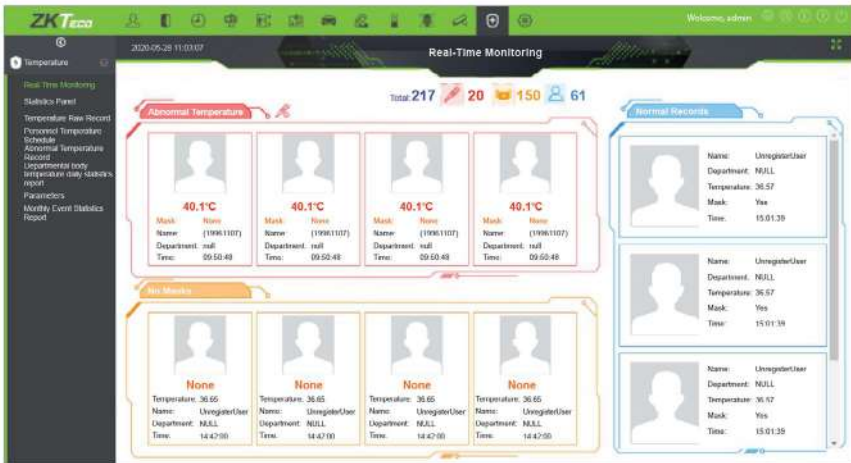 ZKTeco
Welcome, admin
2020-05-28 11:03:07
Real-Time Monitoring
Temperature
Real-Time Monitoring
Statistics Panel
Temperature Raw Record
Personnel Temperature
Schedule
Abnormal Temperature
Record
Departmental body
temperature daily statistics
report
Parameters
Monthly Event Statistics
Report
Total:217 20 150 61
Abnormal Temperature
40.1°C
Mask: None
Name: (19961107)
Department: null
Time: 09:50:48
40.1°C
Mask: None
Name: (19961107)
Department: null
Time: 09:50:48
40.1°C
Mask: None
Name: (19961107)
Department: null
Time: 09:50:48
40.1°C
Mask: None
Name: (19961107)
Department: null
Time: 09:50:48
No Masks
None
Temperature: 36.65
Name: UnregisterUser
Department: NULL
Time: 14:42:00
None
Temperature: 36.65
Name: UnregisterUser
Department: NULL
Time: 14:42:00
None
Temperature: 36.65
Name: UnregisterUser
Department: NULL
Time: 14:42:00
None
Temperature: 36.65
Name: UnregisterUser
Department: NULL
Time: 14:42:00
Normal Records
Name: UnregisterUser
Department: NULL
Temperature: 36.57
Mask: Yes
Time: 15:01:39
Name: UnregisterUser
Department: NULL
Temperature: 36.57
Mask: Yes
Time: 15:01:39
Name: UnregisterUser
Department: NULL
Temperature: 36.57
Mask: Yes
Time: 15:01:39